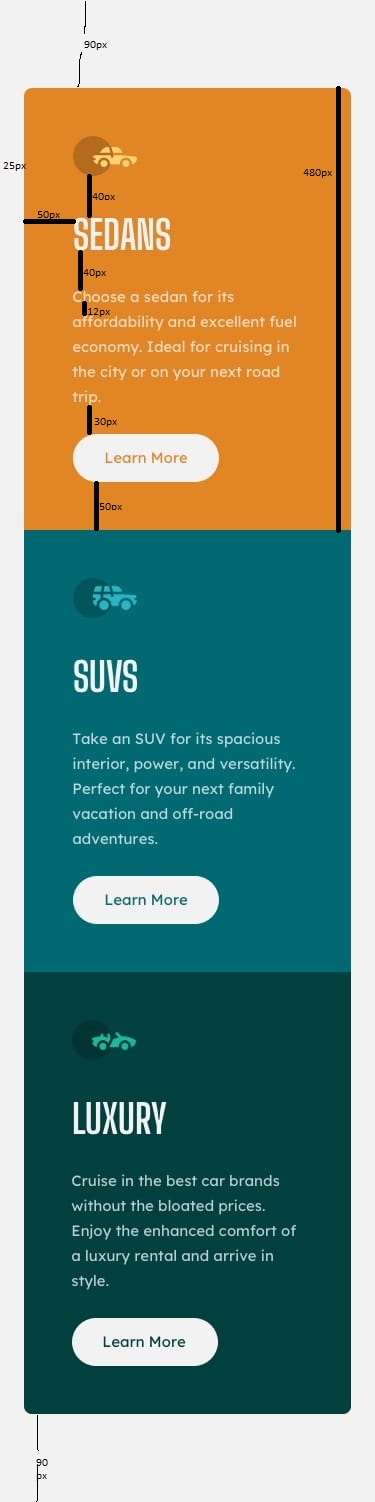 90px
25px
480px
40px
50px
SEDANS
40px
Choose a sedan for its
12px
affordability and excellent fuel
economy. Ideal for cruising in
the city or on your next road
trip.
30px
Learn More
50px
SUVS
Take an SUV for its spacious
interior, power, and versatility.
Perfect for your next family
vacation and off-road
adventures.
Learn More
LUXURY
Cruise in the best car brands
without the bloated prices.
Enjoy the enhanced comfort of
a luxury rental and arrive in
style.
Learn More
90
px